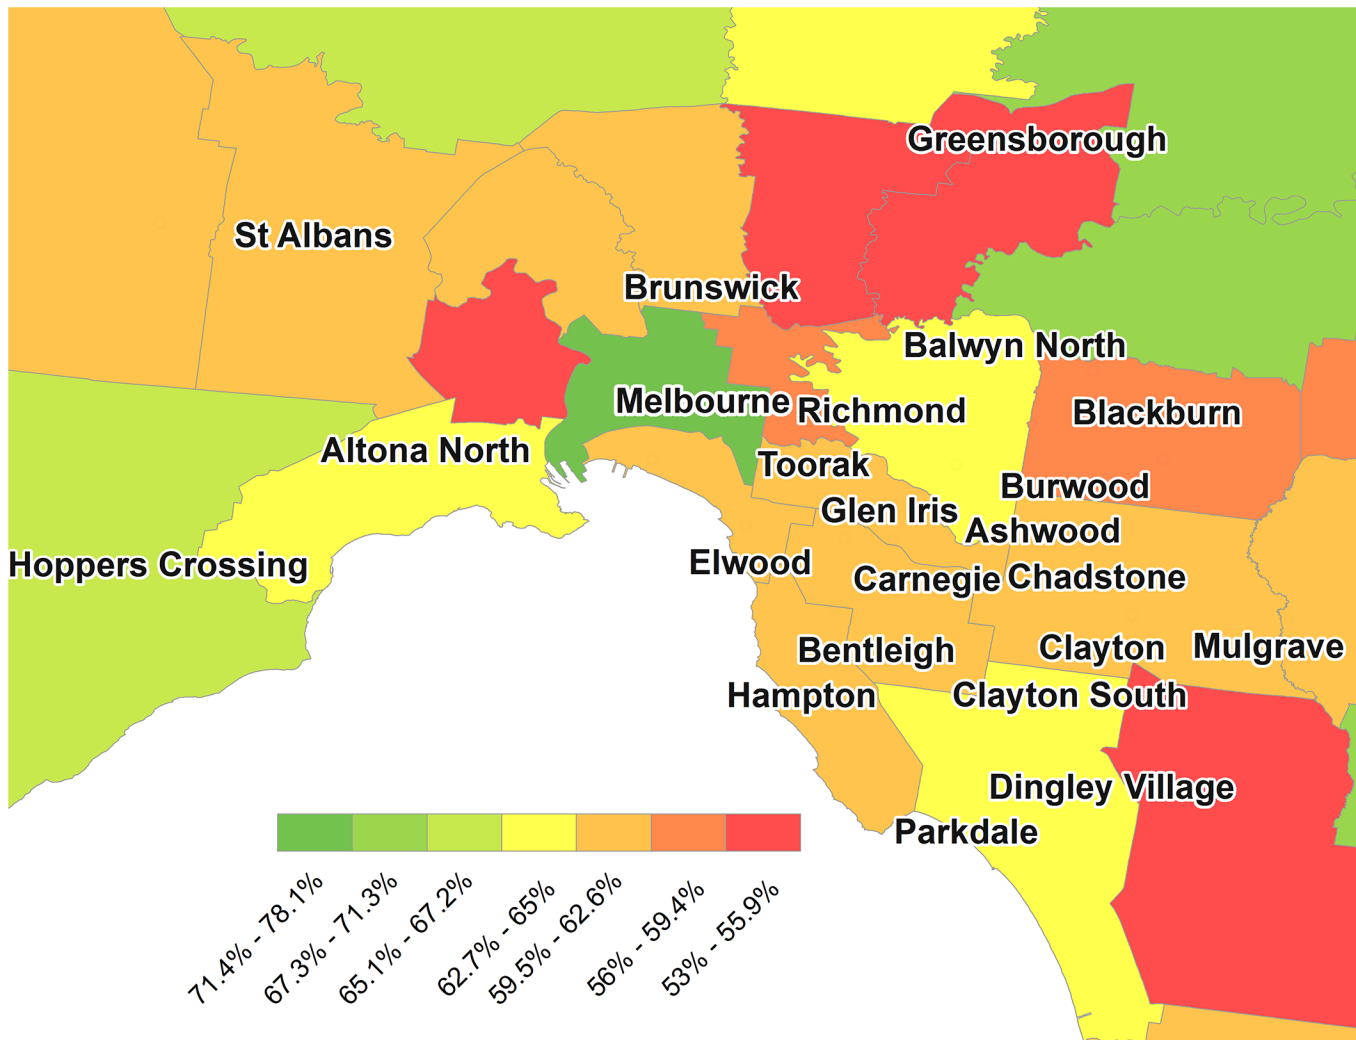 Greensborough
St Albans
Brunswick
Balwyn North
Melbourne
Richmond
Blackburn
Altona North
Toorak
Burwood
Glen Iris
Ashwood
Elwood
Hoppers Crossing
Carnegie
Chadstone
Bentleigh
Clayton
Mulgrave
Hampton
Clayton South
Dingley Village
Parkdale
71.4% - 78.1%
67.3% - 71.3%
65.1% - 67.2%
62.7% - 65%
59.5% - 62.6%
56% - 59.4%
53% - 55.9%